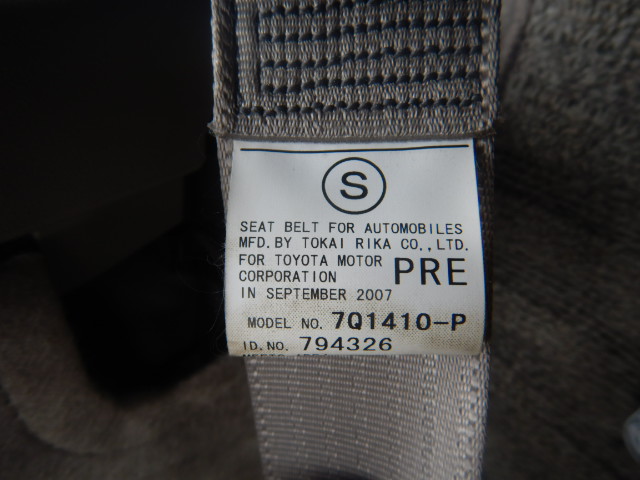 S
SEAT BELT FOR AUTOMOBILES
MFD. BY TOKAI RIKA CO., LTD.
FOR TOYOTA MOTOR
CORPORATION PRE
IN SEPTEMBER 2007
MODEL NO. 7Q1410-P
ID. NO. 794326